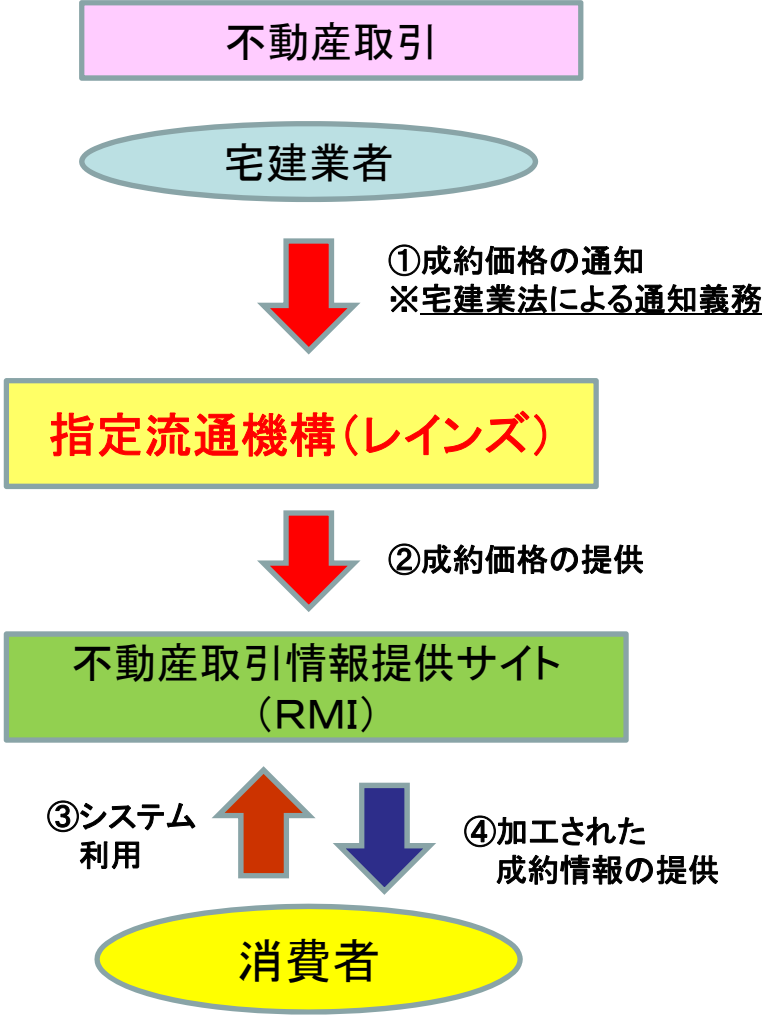 不動産取引
宅建業者
①成約価格の通知
※宅建業法による通知義務
指定流通機構（レインズ）
②成約価格の提供
不動産取引情報提供サイト
（ＲＭＩ）
③システム
利用
④加工された
成約情報の提供
消費者